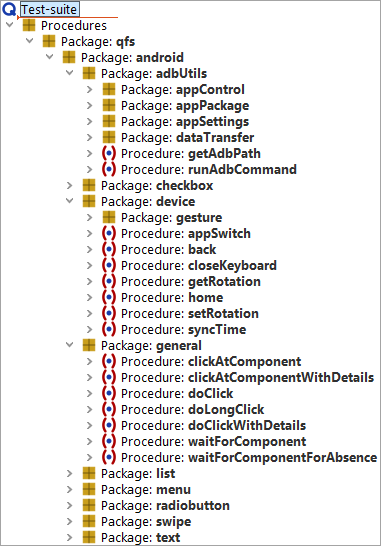 Test-suite
Procedures
Package: qfs
Package: android
Package: adbUtils
Package: appControl
Package: appPackage
Package: appSettings
Package: dataTransfer
Procedure: getAdbPath
Procedure: runAdbCommand
Package: checkbox
Package: device
Package: gesture
Procedure: appSwitch
Procedure: back
Procedure: closeKeyboard
Procedure: getRotation
Procedure: home
Procedure: setRotation
Procedure: syncTime
Package: general
Procedure: clickAtComponent
Procedure: clickAtComponentWithDetails
Procedure: doClick
Procedure: doLongClick
Procedure: doClickWithDetails
Procedure: waitForComponent
Procedure: waitForComponentForAbsence
Package: list
Package: menu
Package: radiobutton
Package: swipe
Package: text